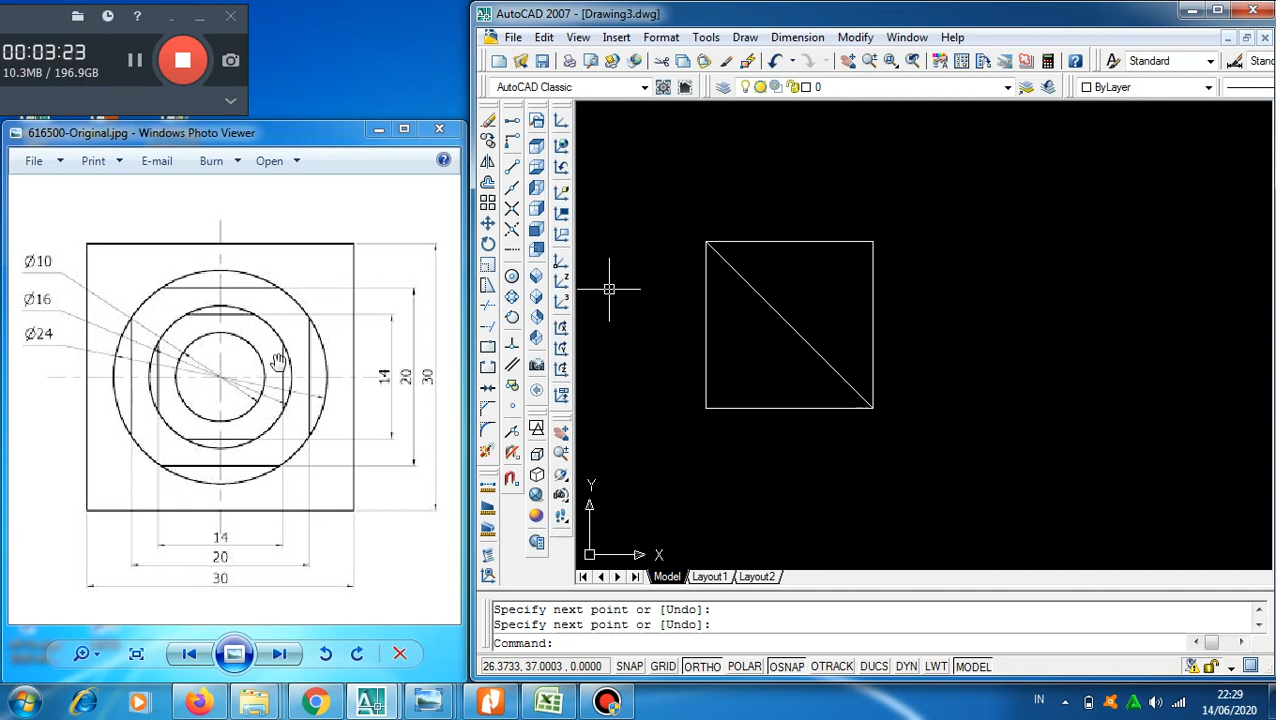 00:03:23
10.3MB / 196.9GB
616500-Original.jpg - Windows Photo Viewer
File Print E-mail Burn Open
Ø10
Ø16
Ø24
14
20
30
14
20
30
AutoCAD 2007 - [Drawing3.dwg]
File Edit View Insert Format Tools Draw Dimension Modify Window Help
Standard
AutoCAD Classic
0
ByLayer
Y
X
Model Layout1 Layout2
Specify next point or [Undo]:
Specify next point or [Undo]:
Command:
26.3733, 37.0003 , 0.0000 SNAP GRID ORTHO POLAR OSNAP OTRACK DUCS DYN LWT MODEL
IN
22:29
14/06/2020